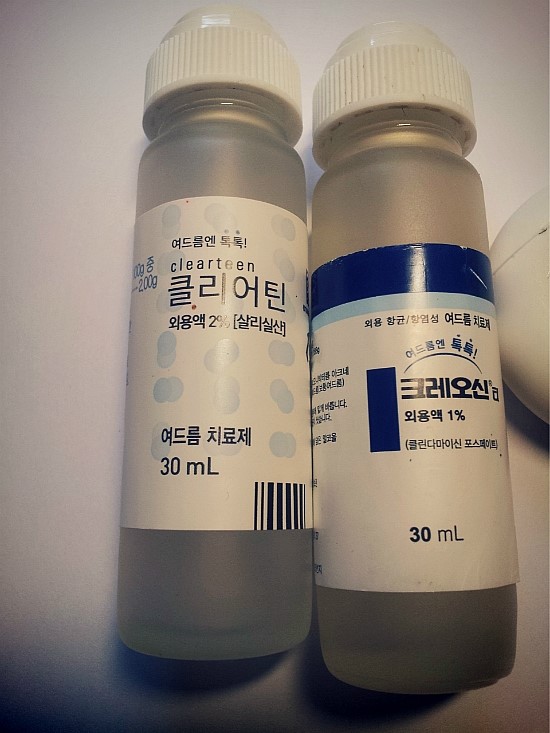 여드름엔 톡톡!
clearteen
클리어틴
외용액 2% [살리실산]
여드름 치료제
30 mL
외용 항균/항염성 여드름 치료제
여드름엔 톡톡!
크레오신®
외용액 1%
(클린다마이신 포스페이트)
30 mL